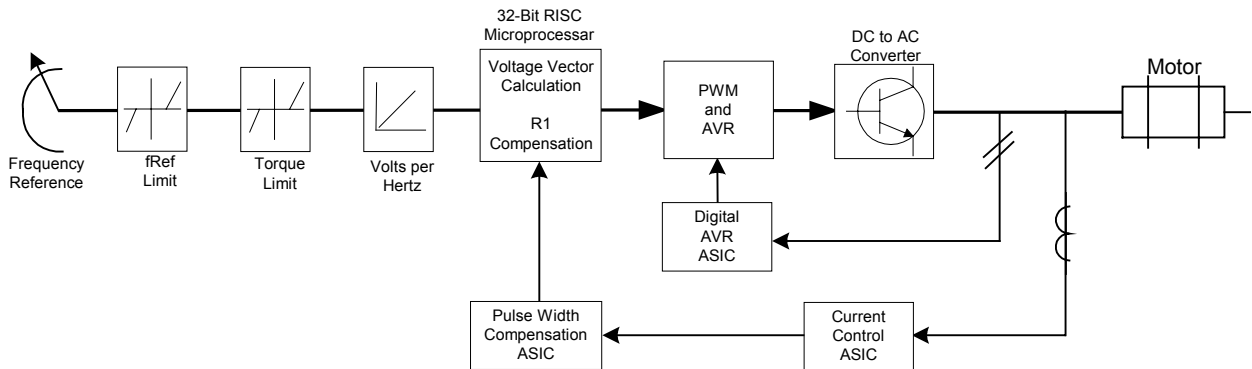 32-Bit RISC
Microprocessar
DC to AC
Converter
Motor
Voltage Vector
Calculation
R1
Compensation
PWM
and
AVR
Frequency
Reference
fRef
Limit
Torque
Limit
Volts per
Hertz
Digital
AVR
ASIC
Pulse Width
Compensation
ASIC
Current
Control
ASIC